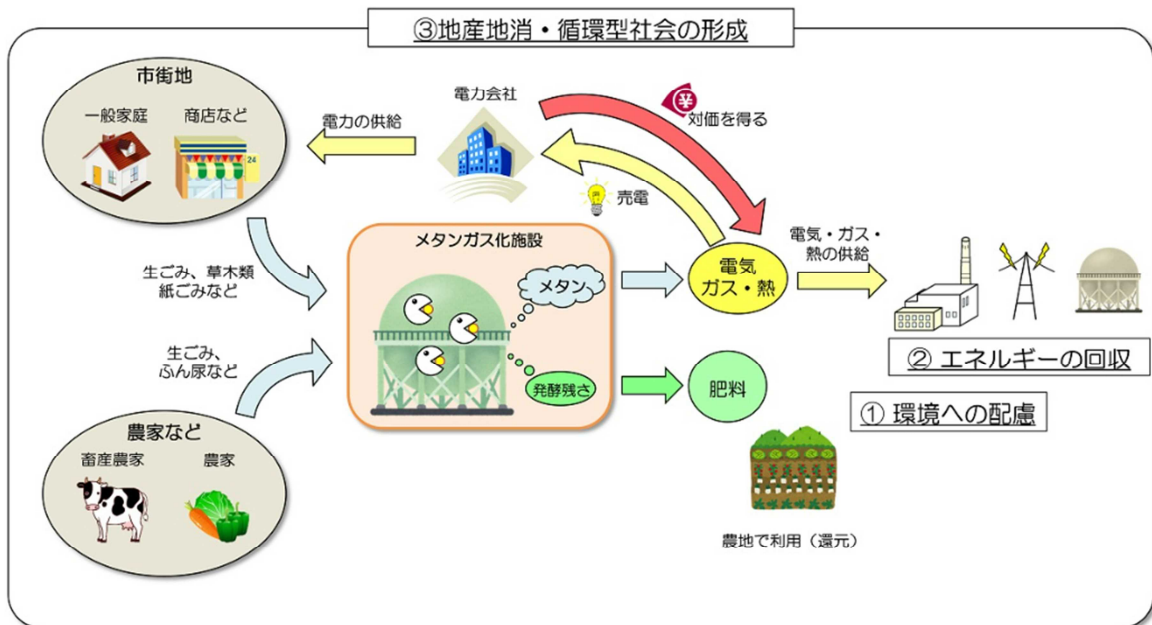 ③地産地消・循環型社会の形成
市街地
一般家庭
商店など
24
電力の供給
電力会社
¥
対価を得る
売電
生ごみ、草木類
紙ごみなど
メタンガス化施設
メタン
発酵残さ
電気
ガス・熱
電気・ガス・
熱の供給
② エネルギーの回収
① 環境への配慮
生ごみ、
ふん尿など
肥料
農家など
畜産農家
農家
農地で利用（還元）